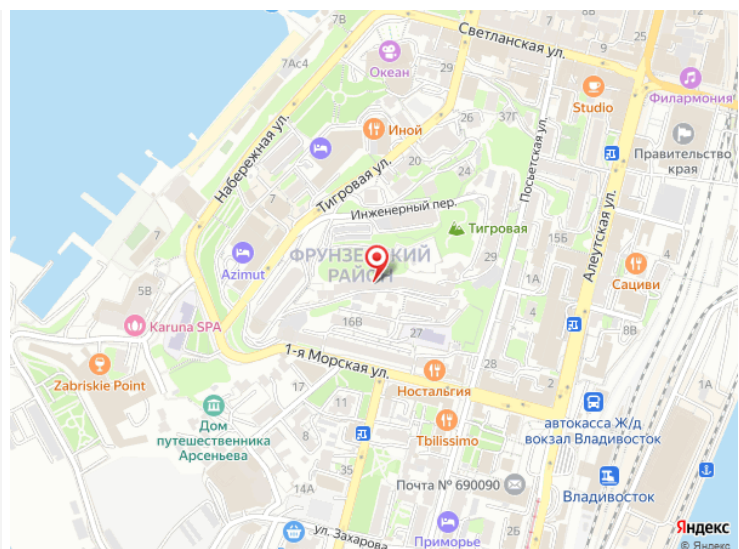 Светланская ул.
7Ас4
Океан
29
Studio
Филармония
Набережная ул.
Иной
26
37Г
Посьетская ул.
Правительство
края
Тигровая ул.
20
24
7
7
Инженерный пер.
Тигровая
Алеутская ул.
15Б
ФРУНЗЕНСКИЙ
РАЙОН
Azimut
29
1А
Сациви
5В
Karuna SPA
16В
27
4
8В
1-я Морская ул.
28
Zabriskie Point
17
Ностальгия
2
1А
Дом
путешественника
Арсеньева
11
автокасса Ж/д
вокзал Владивосток
Tbilissimo
4
8
35
14А
Почта № 690090
Владивосток
ул. Захарова
Приморье
2Б
Яндекс
© Яндекс